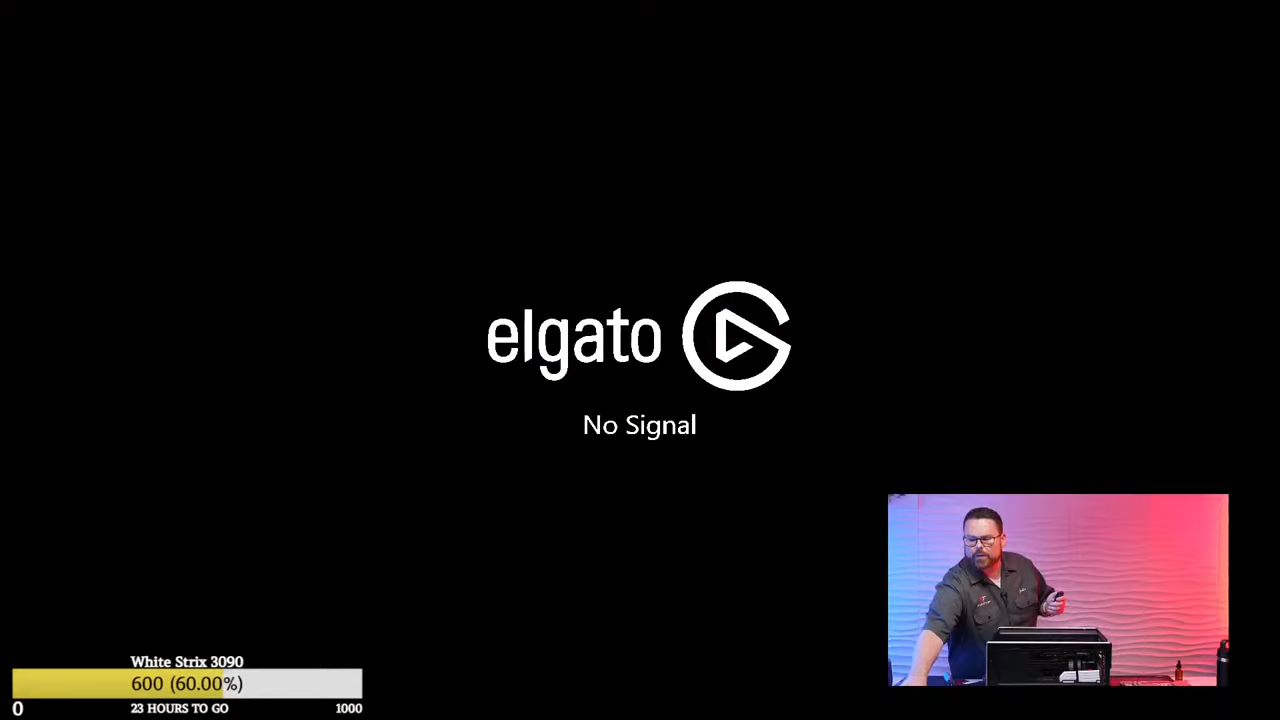 elgato
No Signal
White Strix 3090
600 (60.00%)
0
23 HOURS TO GO
1000